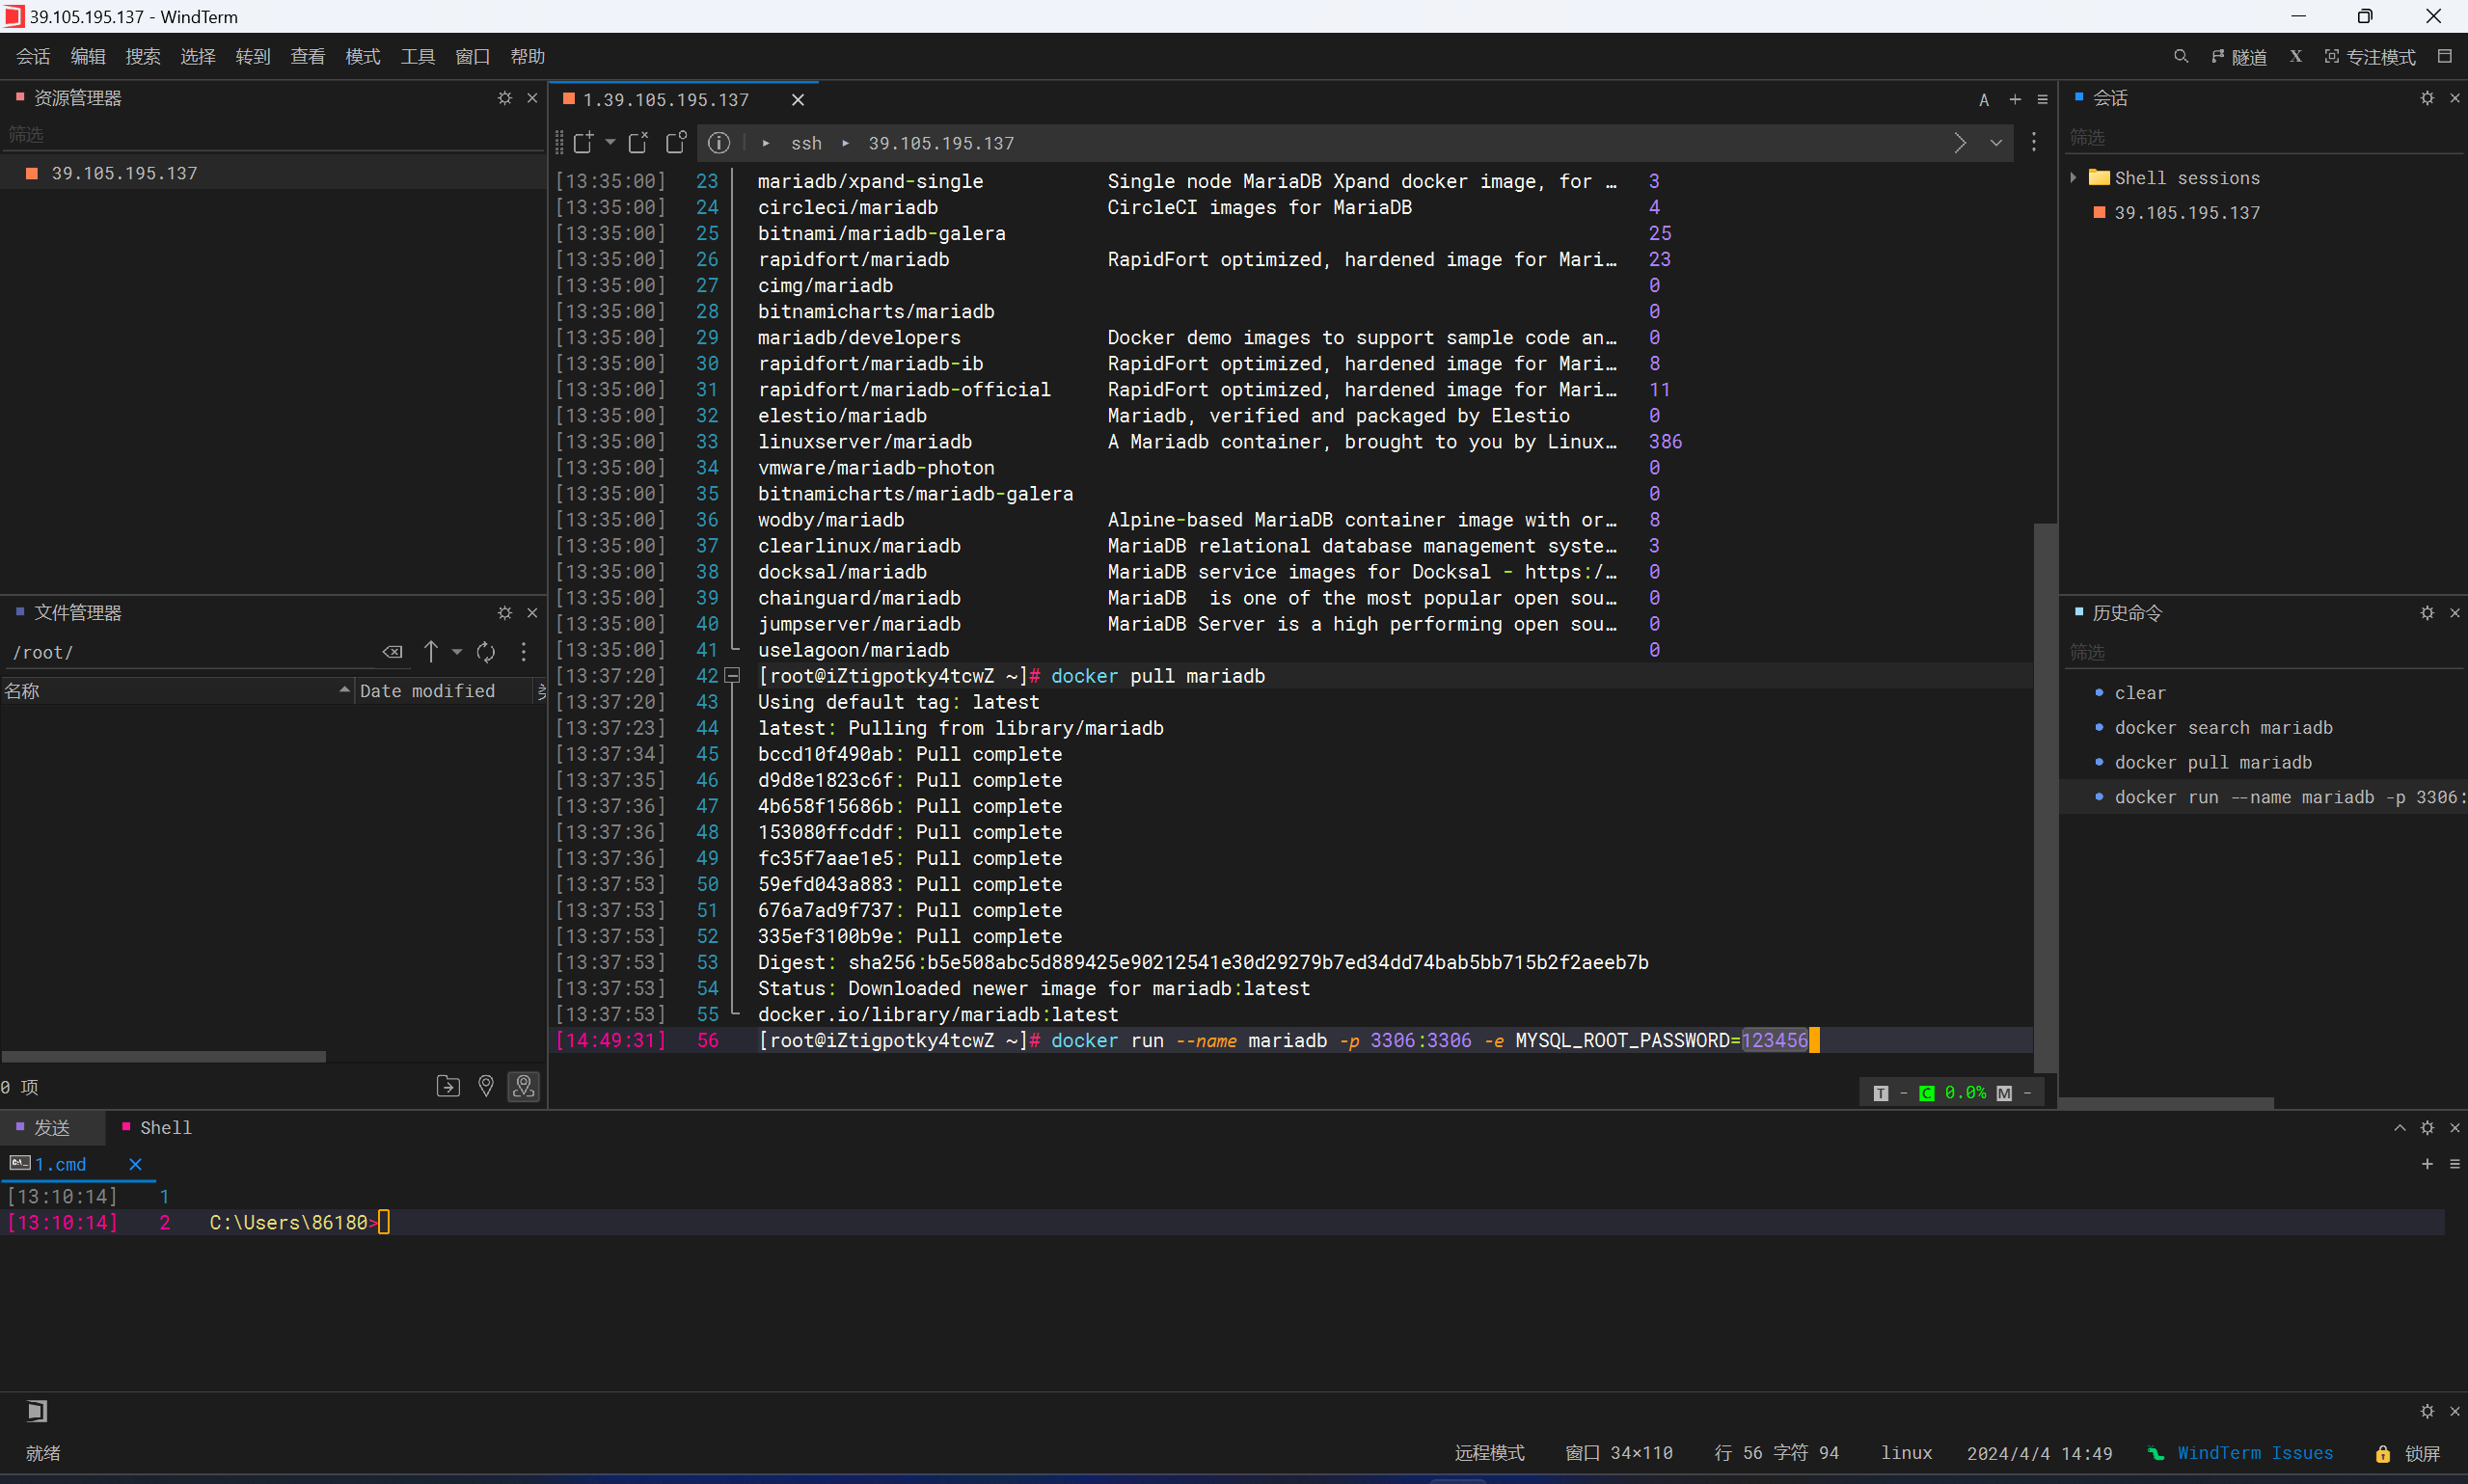 39.105.195.137 - WindTerm
会话 编辑 搜索 选择 转到 查看 模式 工具 窗口 帮助
隧道 X 专注模式
资源管理器
筛选
39.105.195.137
1.39.105.195.137
A
ssh 39.105.195.137
[13:35:00] 23 mariadb/xpand-single Single node MariaDB Xpand docker image, for … 3
[13:35:00] 24 circleci/mariadb CircleCI images for MariaDB 4
[13:35:00] 25 bitnami/mariadb-galera 25
[13:35:00] 26 rapidfort/mariadb RapidFort optimized, hardened image for Mari… 23
[13:35:00] 27 cimg/mariadb 0
[13:35:00] 28 bitnamicharts/mariadb 0
[13:35:00] 29 mariadb/developers Docker demo images to support sample code an… 0
[13:35:00] 30 rapidfort/mariadb-ib RapidFort optimized, hardened image for Mari… 8
[13:35:00] 31 rapidfort/mariadb-official RapidFort optimized, hardened image for Mari… 11
[13:35:00] 32 elestio/mariadb Mariadb, verified and packaged by Elestio 0
[13:35:00] 33 linuxserver/mariadb A Mariadb container, brought to you by Linux… 386
[13:35:00] 34 vmware/mariadb-photon 0
[13:35:00] 35 bitnamicharts/mariadb-galera 0
[13:35:00] 36 wodby/mariadb Alpine-based MariaDB container image with or… 8
[13:35:00] 37 clearlinux/mariadb MariaDB relational database management syste… 3
[13:35:00] 38 docksal/mariadb MariaDB service images for Docksal - https:/… 0
[13:35:00] 39 chainguard/mariadb MariaDB  is one of the most popular open sou… 0
[13:35:00] 40 jumpserver/mariadb MariaDB Server is a high performing open sou… 0
[13:35:00] 41 uselagoon/mariadb 0
[13:37:20] 42 [root@iZtigpotky4tcwZ ~]# docker pull mariadb
[13:37:20] 43 Using default tag: latest
[13:37:23] 44 latest: Pulling from library/mariadb
[13:37:34] 45 bccd10f490ab: Pull complete
[13:37:35] 46 d9d8e1823c6f: Pull complete
[13:37:36] 47 4b658f15686b: Pull complete
[13:37:36] 48 153080ffcddf: Pull complete
[13:37:36] 49 fc35f7aae1e5: Pull complete
[13:37:53] 50 59efd043a883: Pull complete
[13:37:53] 51 676a7ad9f737: Pull complete
[13:37:53] 52 335ef3100b9e: Pull complete
[13:37:53] 53 Digest: sha256:b5e508abc5d889425e90212541e30d29279b7ed34dd74bab5bb715b2f2aeeb7b
[13:37:53] 54 Status: Downloaded newer image for mariadb:latest
[13:37:53] 55 docker.io/library/mariadb:latest
[14:49:31] 56 [root@iZtigpotky4tcwZ ~]# docker run --name mariadb -p 3306:3306 -e MYSQL_ROOT_PASSWORD=123456
T - C 0.0% M -
会话
筛选
Shell sessions
39.105.195.137
文件管理器
/root/
名称 Date modified
0 项
历史命令
筛选
clear
docker search mariadb
docker pull mariadb
docker run --name mariadb -p 3306:
发送 Shell
1.cmd
[13:10:14] 1
[13:10:14] 2 C:\Users\86180>
就绪 远程模式 窗口 34×110 行 56 字符 94 linux 2024/4/4 14:49 WindTerm Issues 锁屏